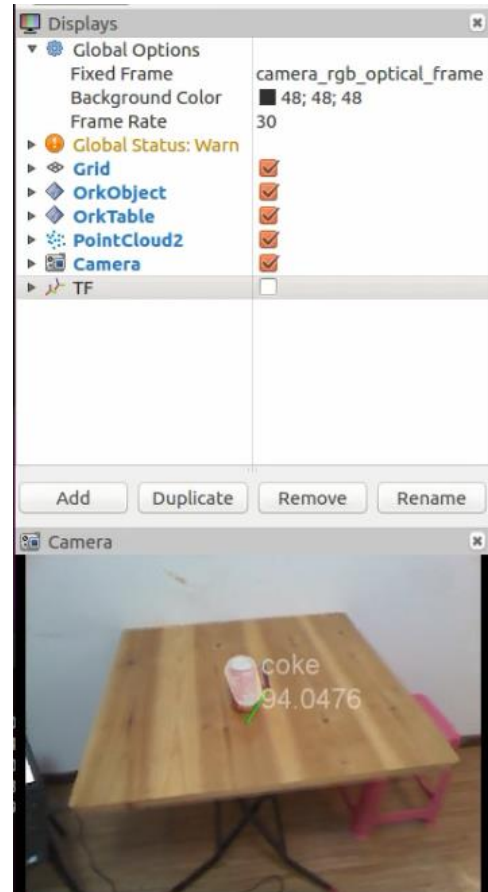 Displays
Global Options
Fixed Frame camera_rgb_optical_frame
Background Color 48; 48; 48
Frame Rate 30
Global Status: Warn
Grid
OrkObject
OrkTable
PointCloud2
Camera
TF
Add Duplicate Remove Rename
Camera
coke
94.0476